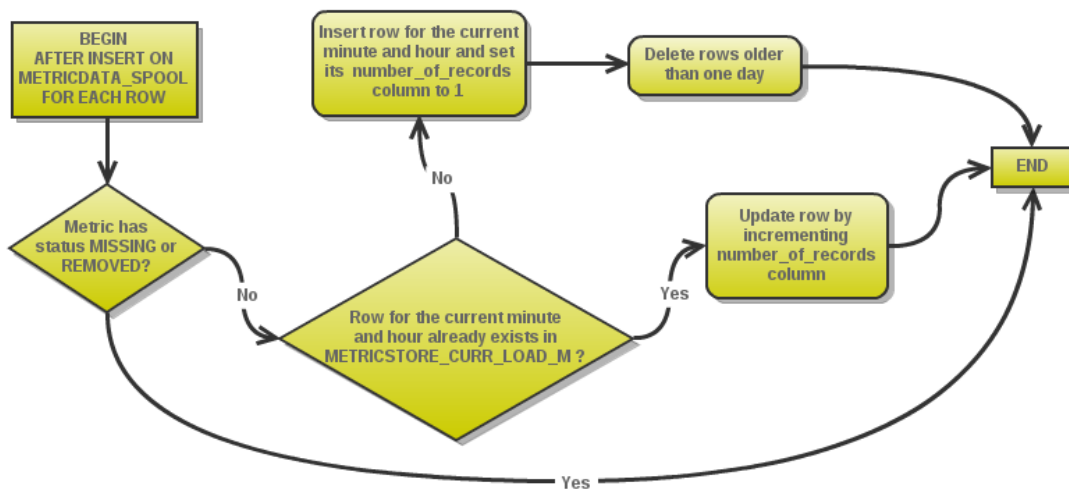 BEGIN
AFTER INSERT ON
METRICDATA_SPOOL
FOR EACH ROW
Insert row for the current
minute and hour and set
its number_of_records
column to 1
Delete rows older
than one day
END
No
Metric has
status MISSING or
REMOVED?
Update row by
incrementing
number_of_records
column
No
Yes
Row for the current minute
and hour already exists in
METRICSTORE_CURR_LOAD_M ?
Yes